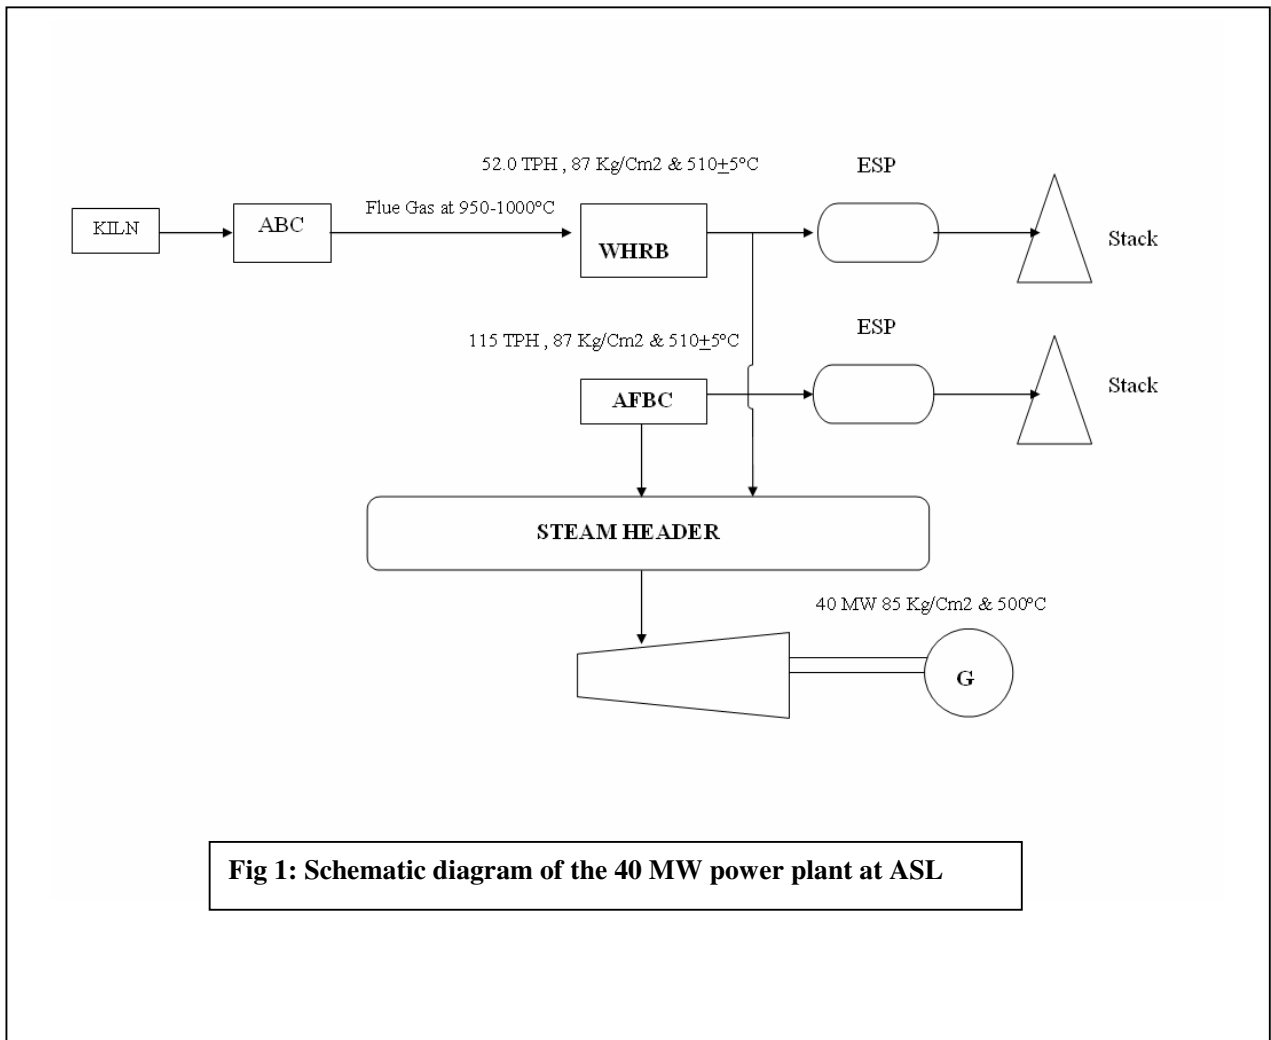 52.0 TPH , 87 Kg/Cm2 & 510±5°C
ESP
KILN
ABC
Flue Gas at 950-1000°C
WHRB
Stack
115 TPH , 87 Kg/Cm2 & 510±5°C
ESP
AFBC
Stack
STEAM HEADER
40 MW 85 Kg/Cm2 & 500°C
G
Fig 1: Schematic diagram of the 40 MW power plant at ASL